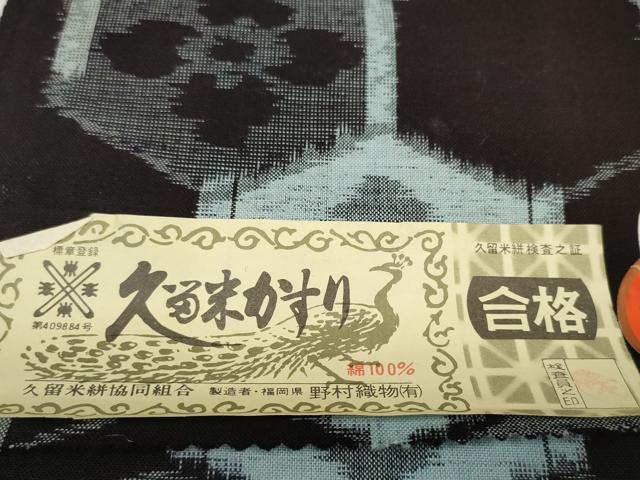 標章登録
第409884号
久留米かすり
綿100%
久留米絣協同組合 製造者・福岡県 野村織物(有)
久留米絣検査之証
合格
検査員之印